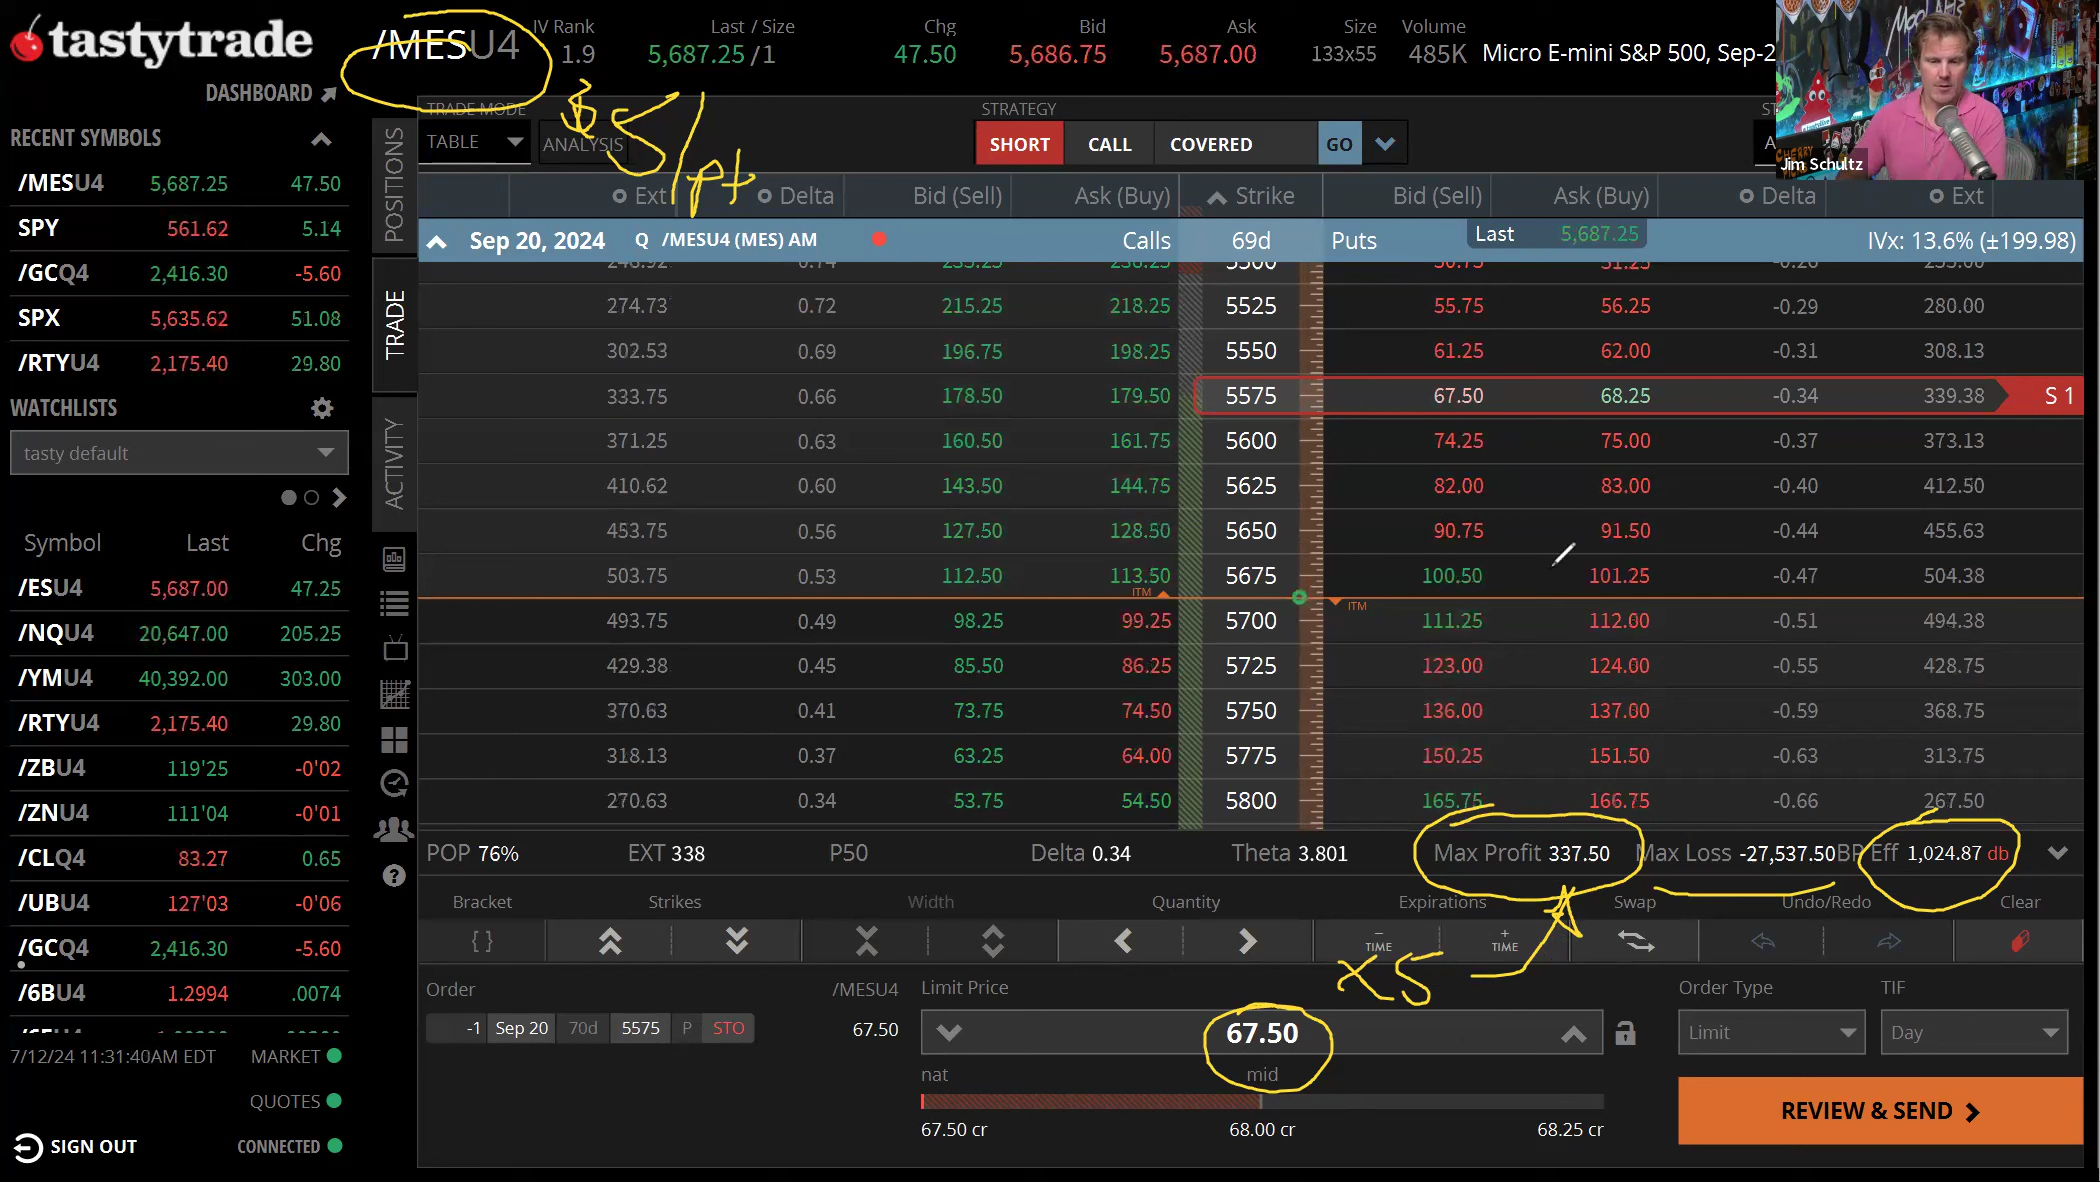 tastytrade
DASHBOARD
RECENT SYMBOLS
/MESU4 5,687.25 47.50
SPY 561.62 5.14
/GCQ4 2,416.30 -5.60
SPX 5,635.62 51.08
/RTYU4 2,175.40 29.80
WATCHLISTS
tasty default
Symbol Last Chg
/ESU4 5,687.00 47.25
/NQU4 20,647.00 205.25
/YMU4 40,392.00 303.00
/RTYU4 2,175.40 29.80
/ZBU4 119'25 -0'02
/ZNU4 111'04 -0'01
/CLQ4 83.27 0.65
/UBU4 127'03 -0'06
/GCQ4 2,416.30 -5.60
/6BU4 1.2994 .0074
7/12/24 11:31:40AM EDT MARKET
QUOTES
SIGN OUT CONNECTED
POSITIONS
TRADE
ACTIVITY
/MESU4
IV Rank Last / Size Chg Bid Ask Size Volume
1.9 5,687.25 /1 47.50 5,686.75 5,687.00 133x55 485K Micro E-mini S&P 500, Sep-2
Jim Schultz
$5/pt
TRADE MODE STRATEGY
TABLE ANALYSIS SHORT CALL COVERED GO
Ext Delta Bid (Sell) Ask (Buy) Strike Bid (Sell) Ask (Buy) Delta Ext
Sep 20, 2024 Q /MESU4 (MES) AM Calls 69d Puts Last 5,687.25 IVx: 13.6% (±199.98)
274.73 0.72 215.25 218.25 5525 55.75 56.25 -0.29 280.00
302.53 0.69 196.75 198.25 5550 61.25 62.00 -0.31 308.13
333.75 0.66 178.50 179.50 5575 67.50 68.25 -0.34 339.38 S 1
371.25 0.63 160.50 161.75 5600 74.25 75.00 -0.37 373.13
410.62 0.60 143.50 144.75 5625 82.00 83.00 -0.40 412.50
453.75 0.56 127.50 128.50 5650 90.75 91.50 -0.44 455.63
503.75 0.53 112.50 113.50 5675 100.50 101.25 -0.47 504.38
ITM ITM
493.75 0.49 98.25 99.25 5700 111.25 112.00 -0.51 494.38
429.38 0.45 85.50 86.25 5725 123.00 124.00 -0.55 428.75
370.63 0.41 73.75 74.50 5750 136.00 137.00 -0.59 368.75
318.13 0.37 63.25 64.00 5775 150.25 151.50 -0.63 313.75
270.63 0.34 53.75 54.50 5800 165.75 166.75 -0.66 267.50
POP 76% EXT 338 P50 Delta 0.34 Theta 3.801 Max Profit 337.50 Max Loss -27,537.50 BP Eff 1,024.87 db
Bracket Strikes Width Quantity Expirations Swap Undo/Redo Clear
{ } - TIME + TIME
x5
Order /MESU4 Limit Price Order Type TIF
-1 Sep 20 70d 5575 P STO 67.50 67.50 Limit Day
nat mid
67.50 cr 68.00 cr 68.25 cr
REVIEW & SEND